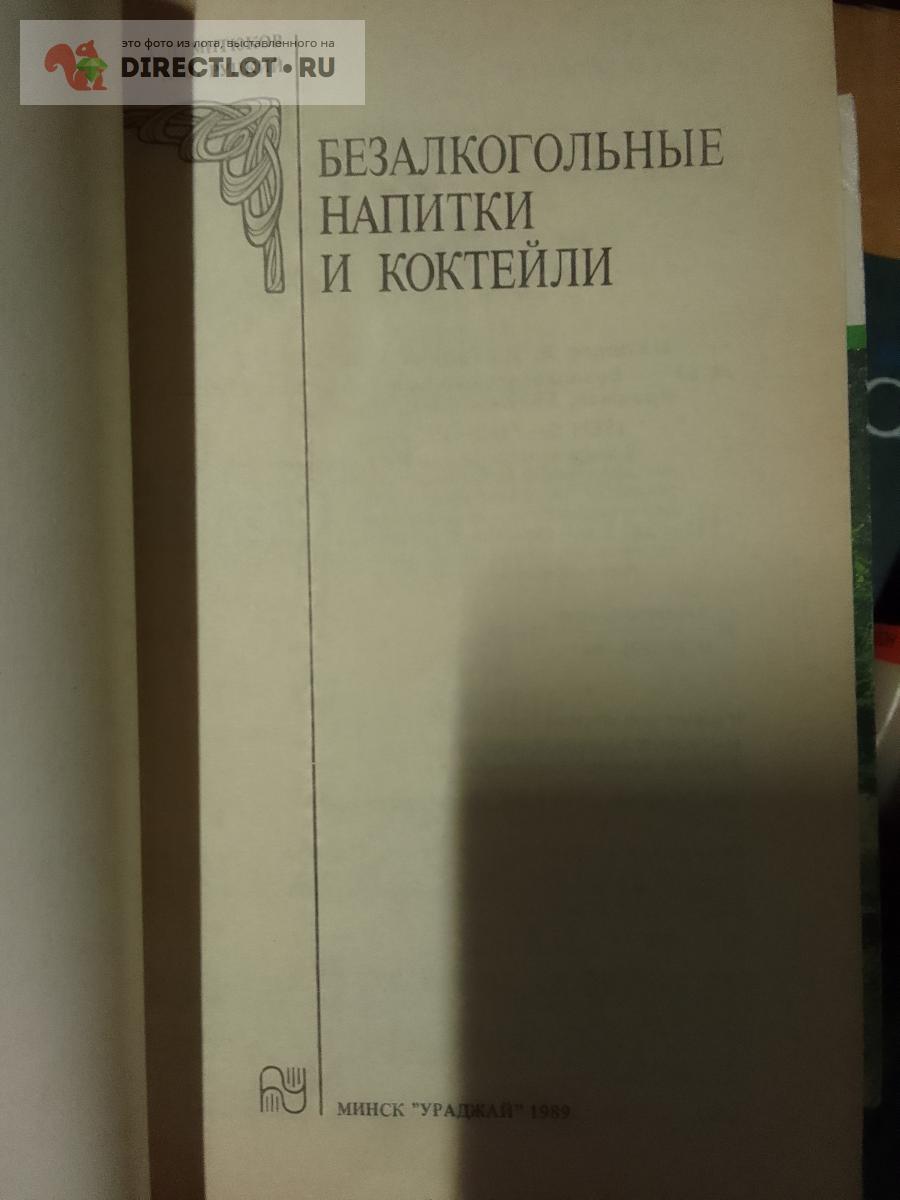 это фото из лота, выставленного на
DIRECTLOT.RU
БЕЗАЛКОГОЛЬНЫЕ
НАПИТКИ
И КОКТЕЙЛИ
МИНСК "УРАДЖАЙ" 1989